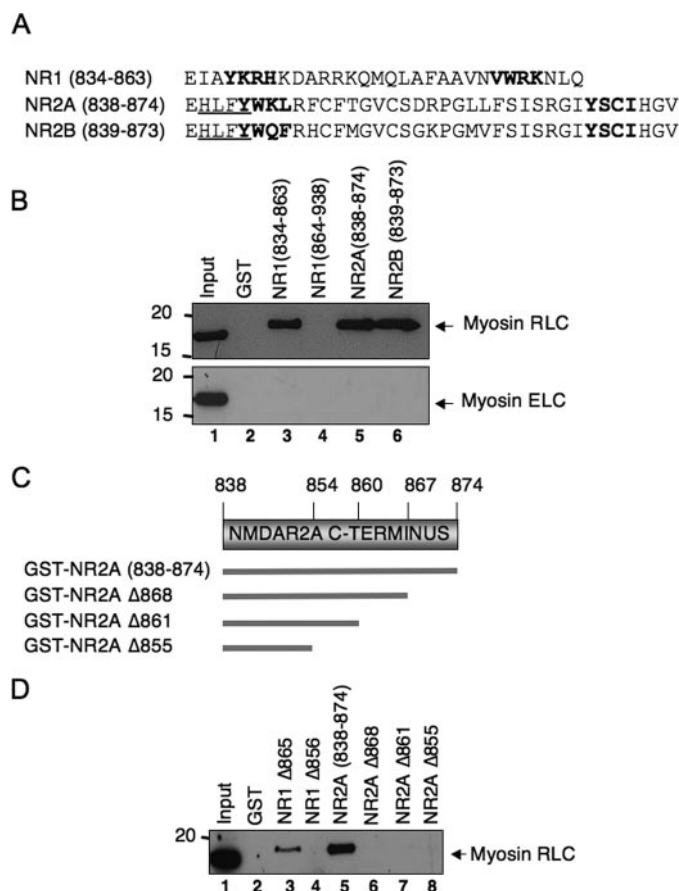 A
NR1 (834-863) EIAYKRHKDARRKQMQLAFAAVNVWRKNLQ
NR2A (838-874) EHLFYWKLRFCFTGVCSDRPGLLFSISRGIYSCIHGV
NR2B (839-873) EHLFYWQFRHCFMGVCSGKPGMVFSISRGIYSCIHGV
B
Input GST NR1(834-863) NR1(864-938) NR2A(838-874) NR2B (839-873)
20
15
Myosin RLC
20
15
Myosin ELC
1 2 3 4 5 6
C
838 854 860 867 874
NMDAR2A C-TERMINUS
GST-NR2A (838-874)
GST-NR2A Δ868
GST-NR2A Δ861
GST-NR2A Δ855
D
Input GST NR1 Δ865 NR1 Δ856 NR2A (838-874) NR2A Δ868 NR2A Δ861 NR2A Δ855
20
Myosin RLC
1 2 3 4 5 6 7 8